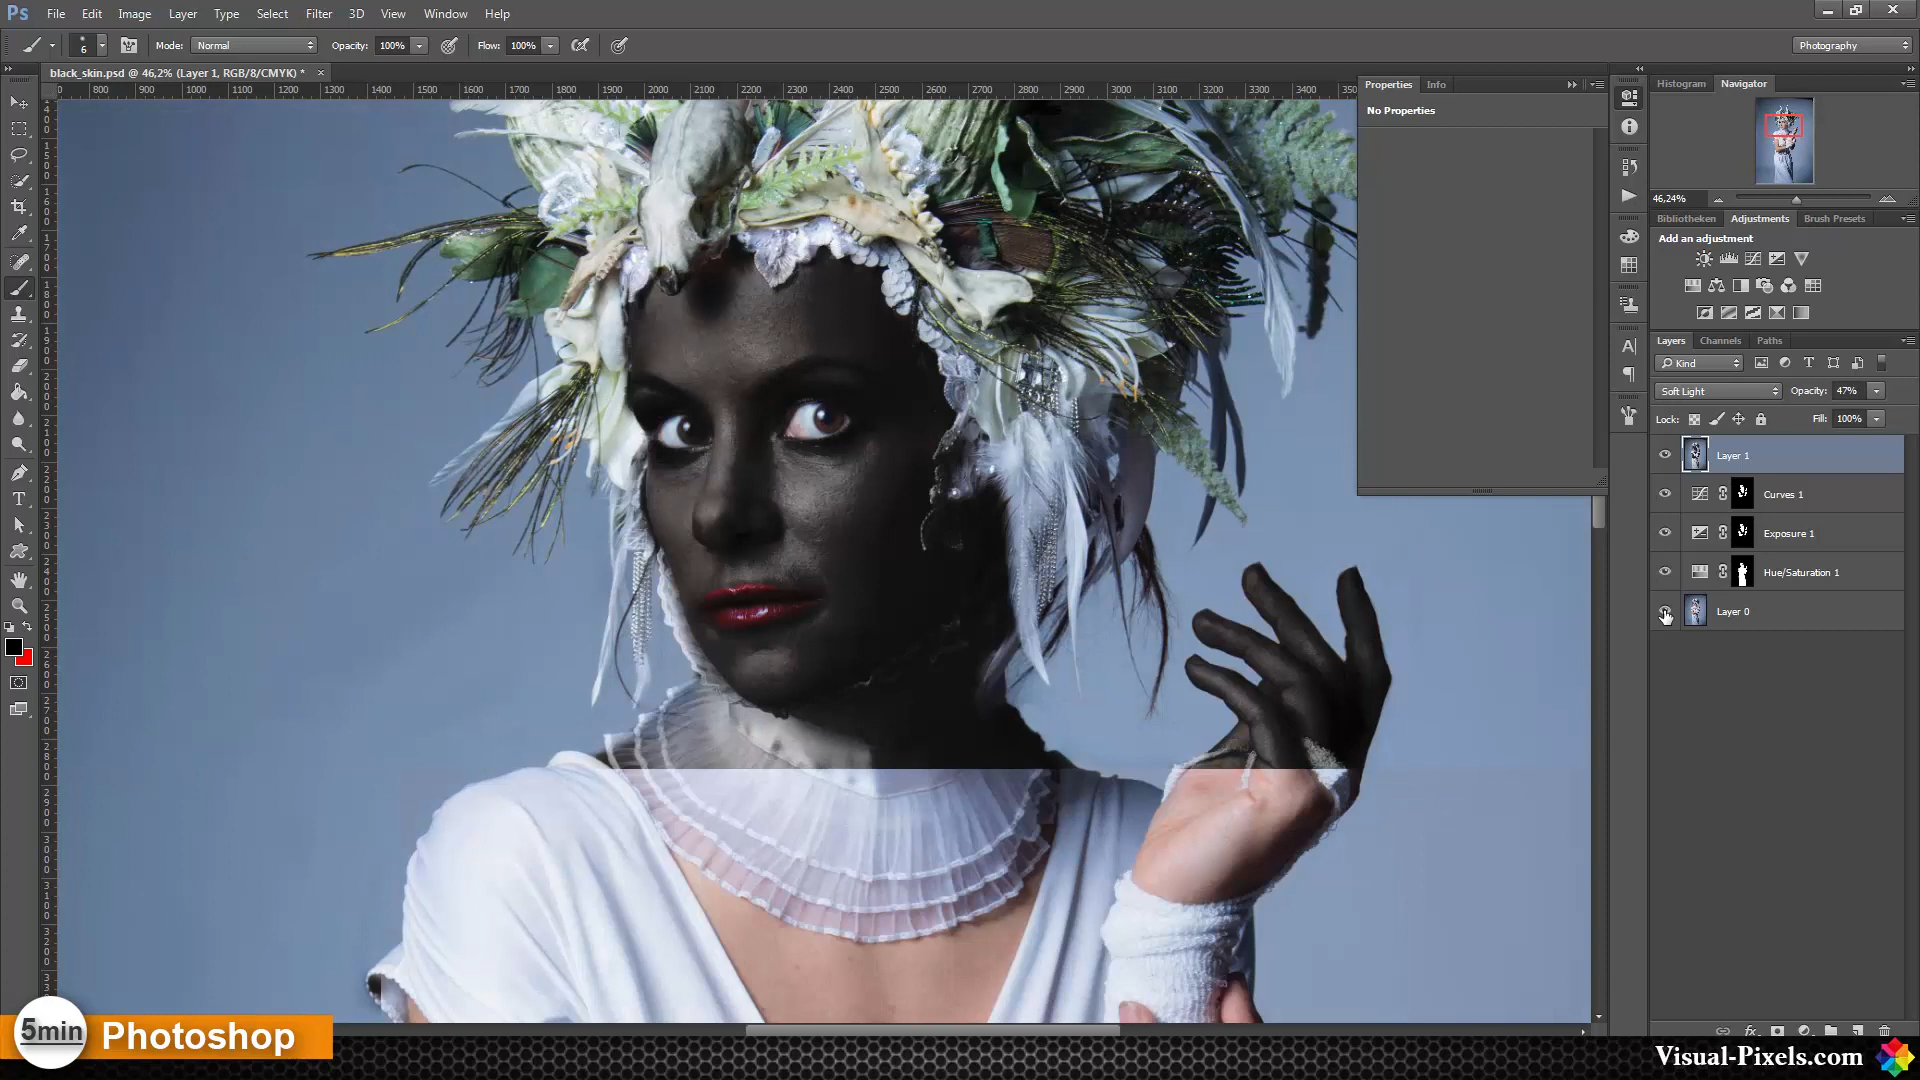 Ps File Edit Image Layer Type Select Filter 3D View Window Help
6 Mode: Normal Opacity: 100% Flow: 100% Photography
black_skin.psd @ 46,2% (Layer 1, RGB/8/CMYK) * ×
0 800 900 1000 1100 1200 1300 1400 1500 1600 1700 1800 1900 2000 2100 2200 2300 2400 2500 2600 2700 2800 2900 3000 3100 3200 3300 3400 350
Properties Info
No Properties
Histogram Navigator
46,24%
Bibliotheken Adjustments Brush Presets
Add an adjustment
Layers Channels Paths
Kind
Soft Light Opacity: 47%
Lock: Fill: 100%
Layer 1
Curves 1
Exposure 1
Hue/Saturation 1
Layer 0
5min Photoshop
Visual-Pixels.com